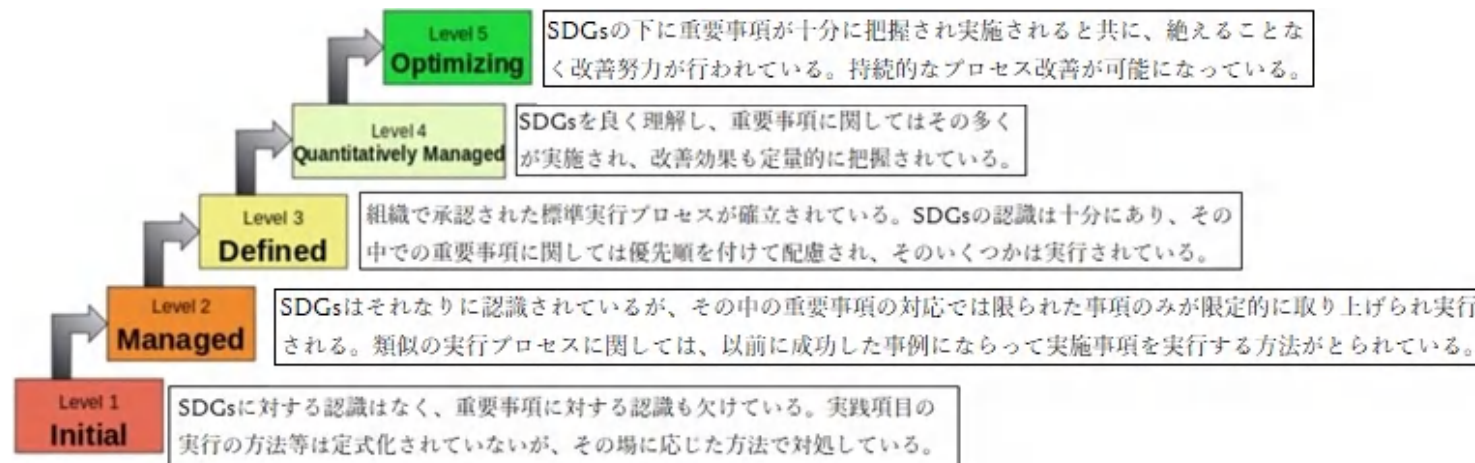 Level 5
Optimizing
SDGsの下に重要事項が十分に把握され実施されると共に、絶えることな
く改善努力が行われている。持続的なプロセス改善が可能になっている。
Level 4
Quantitatively Managed
SDGsを良く理解し、重要事項に関してはその多く
が実施され、改善効果も定量的に把握されている。
Level 3
Defined
組織で承認された標準実行プロセスが確立されている。SDGsの認識は十分にあり、その
中での重要事項に関しては優先順を付けて配慮され、そのいくつかは実行されている。
Level 2
Managed
SDGsはそれなりに認識されているが、その中の重要事項の対応では限られた事項のみが限定的に取り上げられ実行
される。類似の実行プロセスに関しては、以前に成功した事例にならって実施事項を実行する方法がとられている。
Level 1
Initial
SDGsに対する認識はなく、重要事項に対する認識も欠けている。実践項目の
実行の方法等は定式化されていないが、その場に応じた方法で対処している。